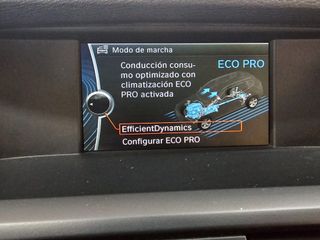 Modo de marcha
Conducción consu-
mo optimizado con
climatización ECO
PRO activada
ECO PRO
EfficientDynamics
Configurar ECO PRO